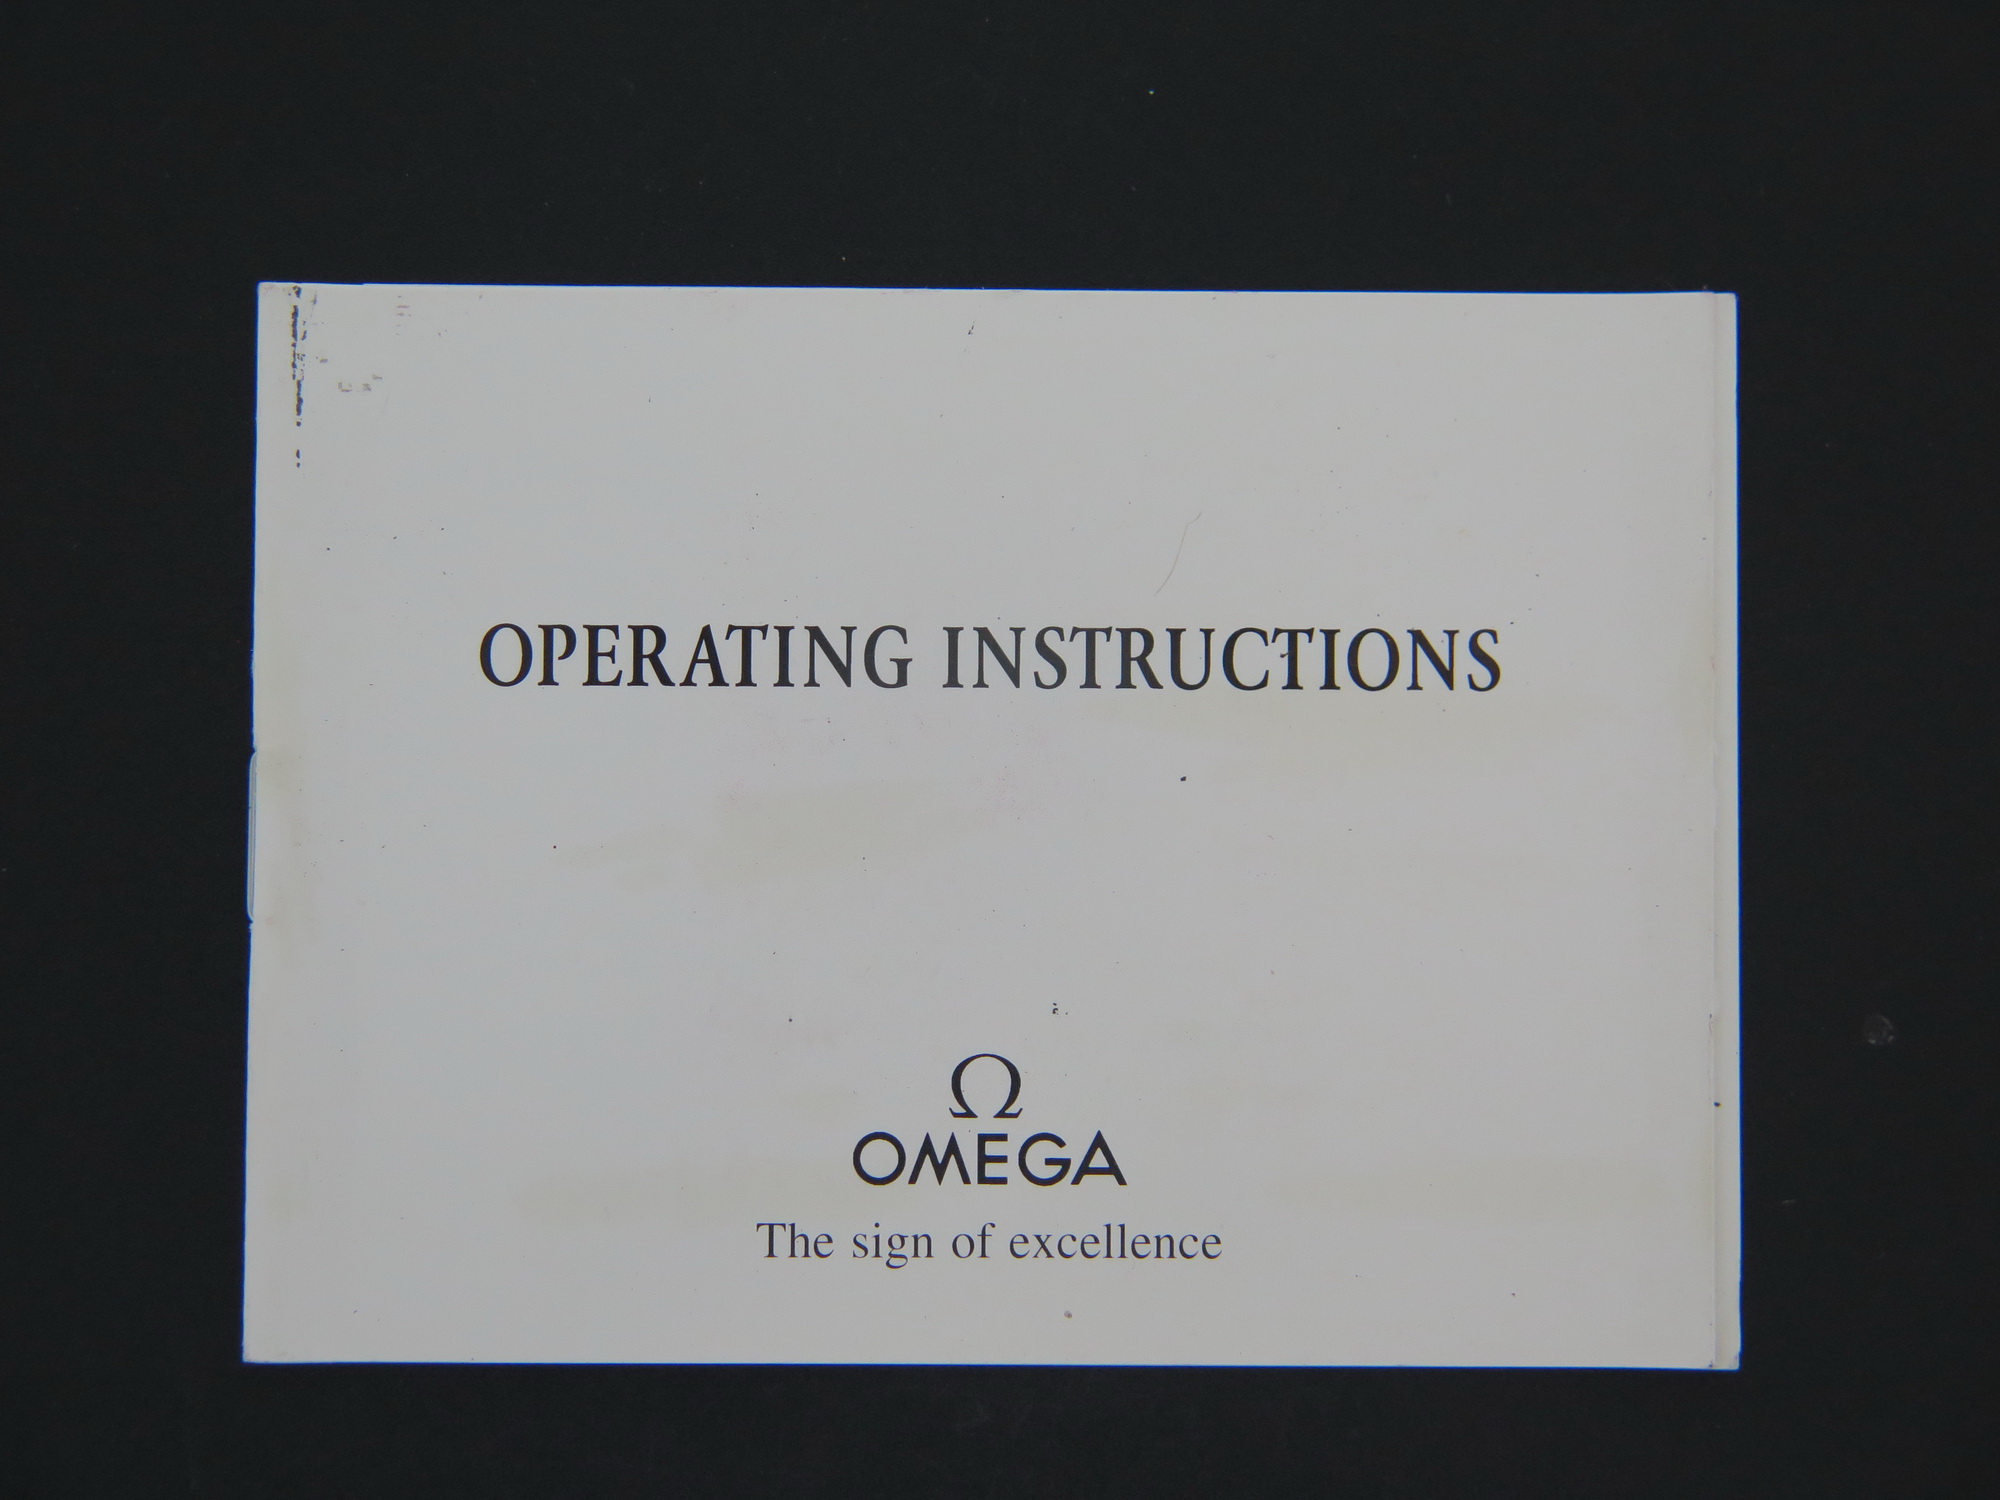 OPERATING INSTRUCTIONS
Ω
OMEGA
The sign of excellence